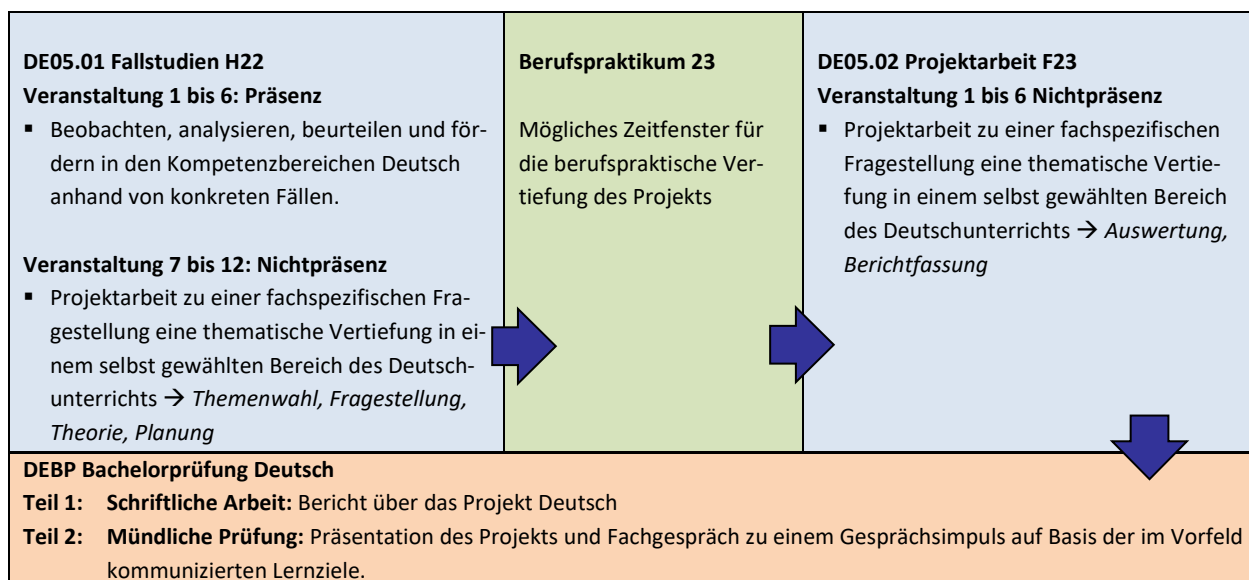 DE05.01 Fallstudien H22
Veranstaltung 1 bis 6: Präsenz
▪ Beobachten, analysieren, beurteilen und för-
dern in den Kompetenzbereichen Deutsch
anhand von konkreten Fällen.
Veranstaltung 7 bis 12: Nichtpräsenz
▪ Projektarbeit zu einer fachspezifischen Fra-
gestellung eine thematische Vertiefung in ei-
nem selbst gewählten Bereich des Deutsch-
unterrichts → Themenwahl, Fragestellung,
Theorie, Planung
Berufspraktikum 23
Mögliches Zeitfenster für
die berufspraktische Ver-
tiefung des Projekts
DE05.02 Projektarbeit F23
Veranstaltung 1 bis 6 Nichtpräsenz
▪ Projektarbeit zu einer fachspezifischen
Fragestellung eine thematische Vertie-
fung in einem selbst gewählten Bereich
des Deutschunterrichts → Auswertung,
Berichtfassung
DEBP Bachelorprüfung Deutsch
Teil 1: Schriftliche Arbeit: Bericht über das Projekt Deutsch
Teil 2: Mündliche Prüfung: Präsentation des Projekts und Fachgespräch zu einem Gesprächsimpuls auf Basis der im Vorfeld
kommunizierten Lernziele.